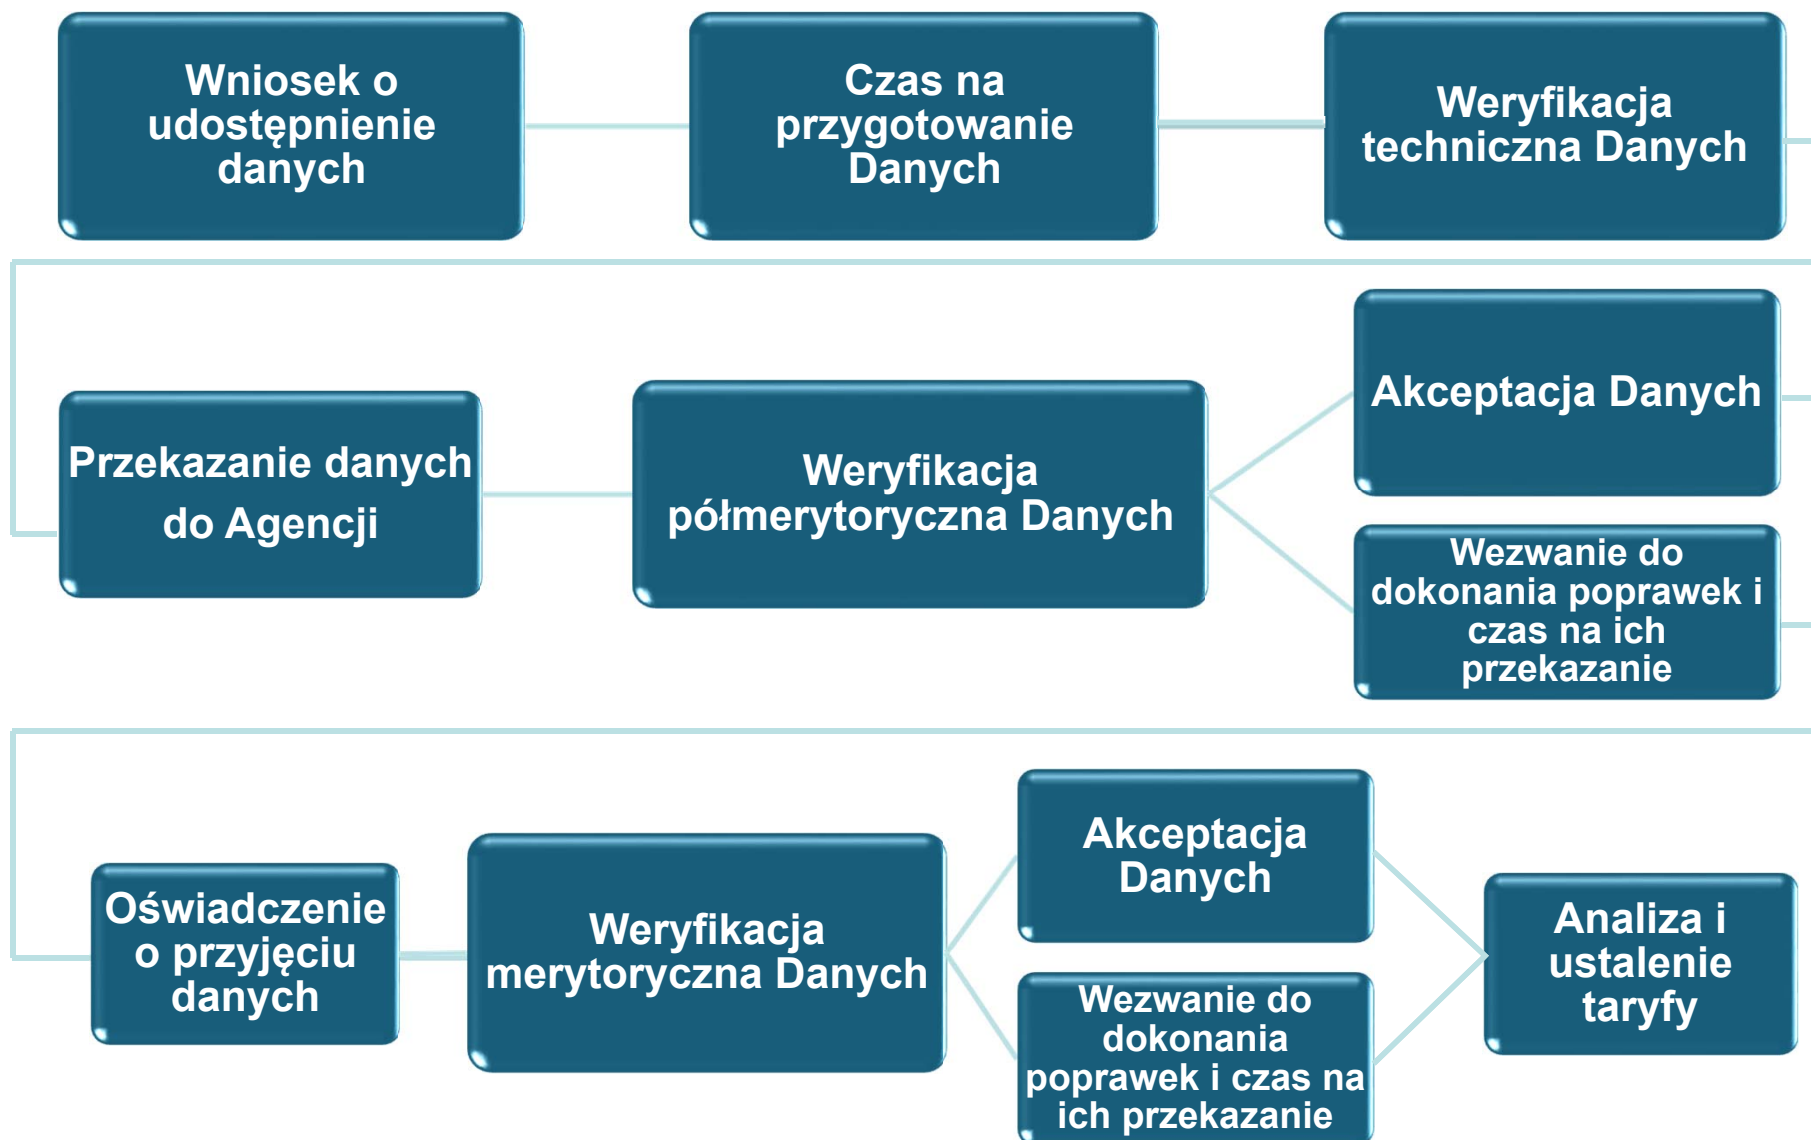 Wniosek o
udostępnienie
danych
Czas na
przygotowanie
Danych
Weryfikacja
techniczna Danych
Przekazanie danych
do Agencji
Weryfikacja
półmerytoryczna Danych
Akceptacja Danych
Wezwanie do
dokonania poprawek i
czas na ich
przekazanie
Oświadczenie
o przyjęciu
danych
Weryfikacja
merytoryczna Danych
Akceptacja
Danych
Wezwanie do
dokonania
poprawek i czas na
ich przekazanie
Analiza i
ustalenie
taryfy